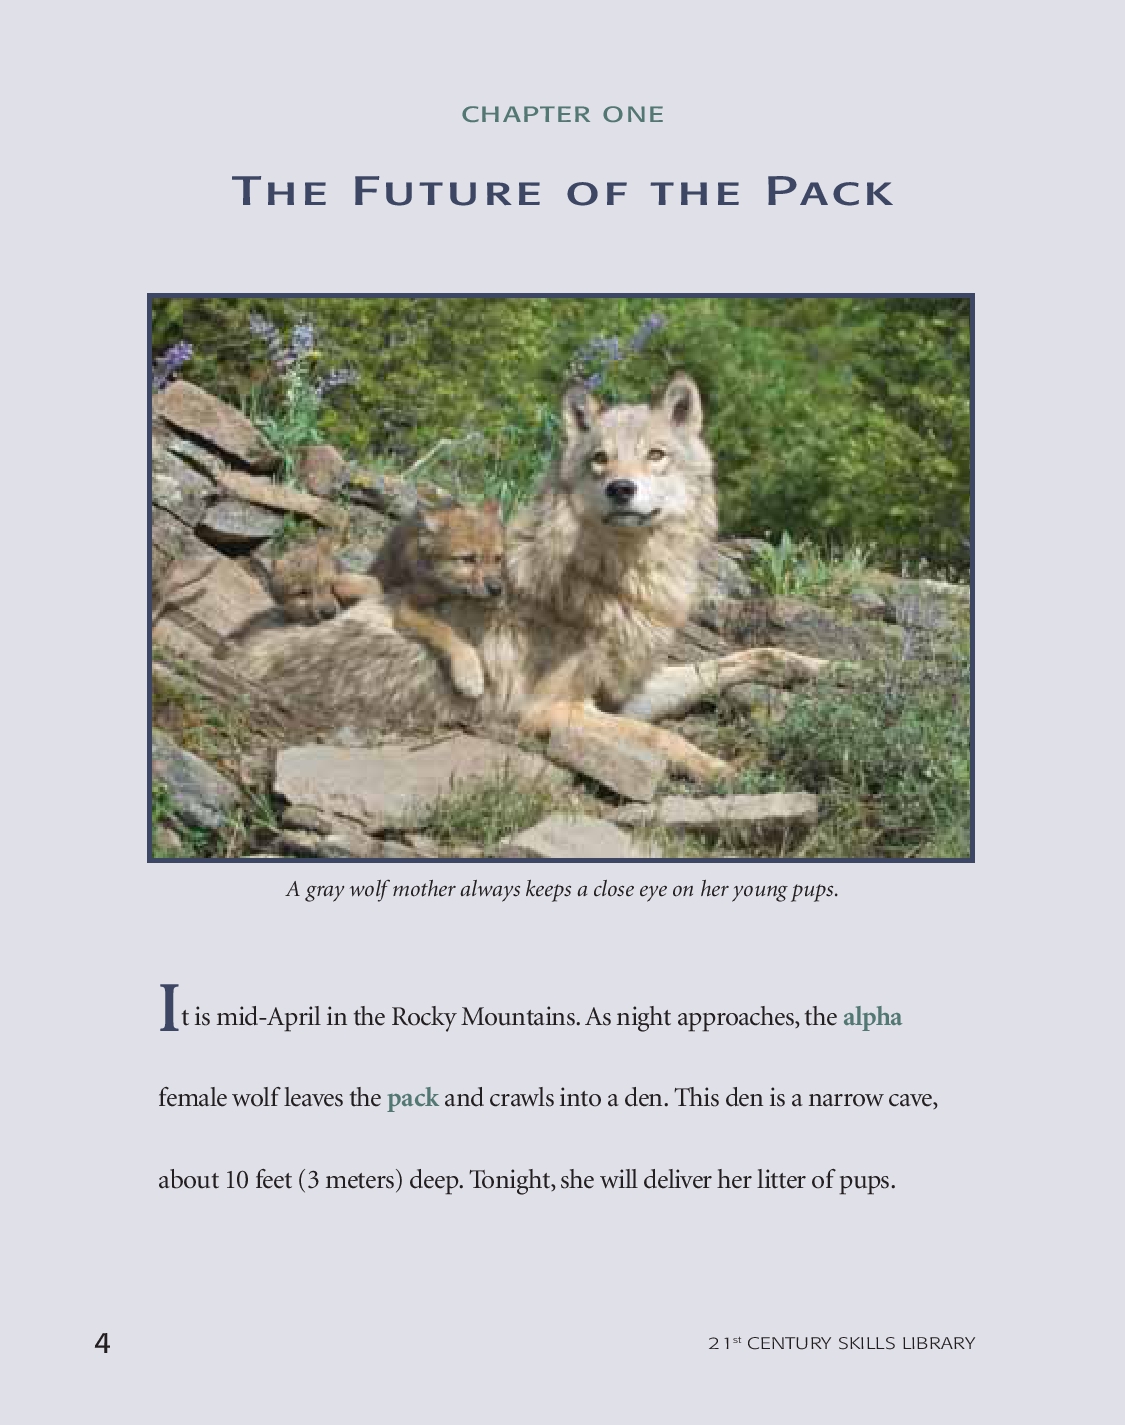 CHAPTER ONE
THE FUTURE OF THE PACK
A gray wolf mother always keeps a close eye on her young pups.
It is mid-April in the Rocky Mountains. As night approaches, the alpha
female wolf leaves the pack and crawls into a den. This den is a narrow cave,
about 10 feet (3 meters) deep. Tonight, she will deliver her litter of pups.
4
21st CENTURY SKILLS LIBRARY